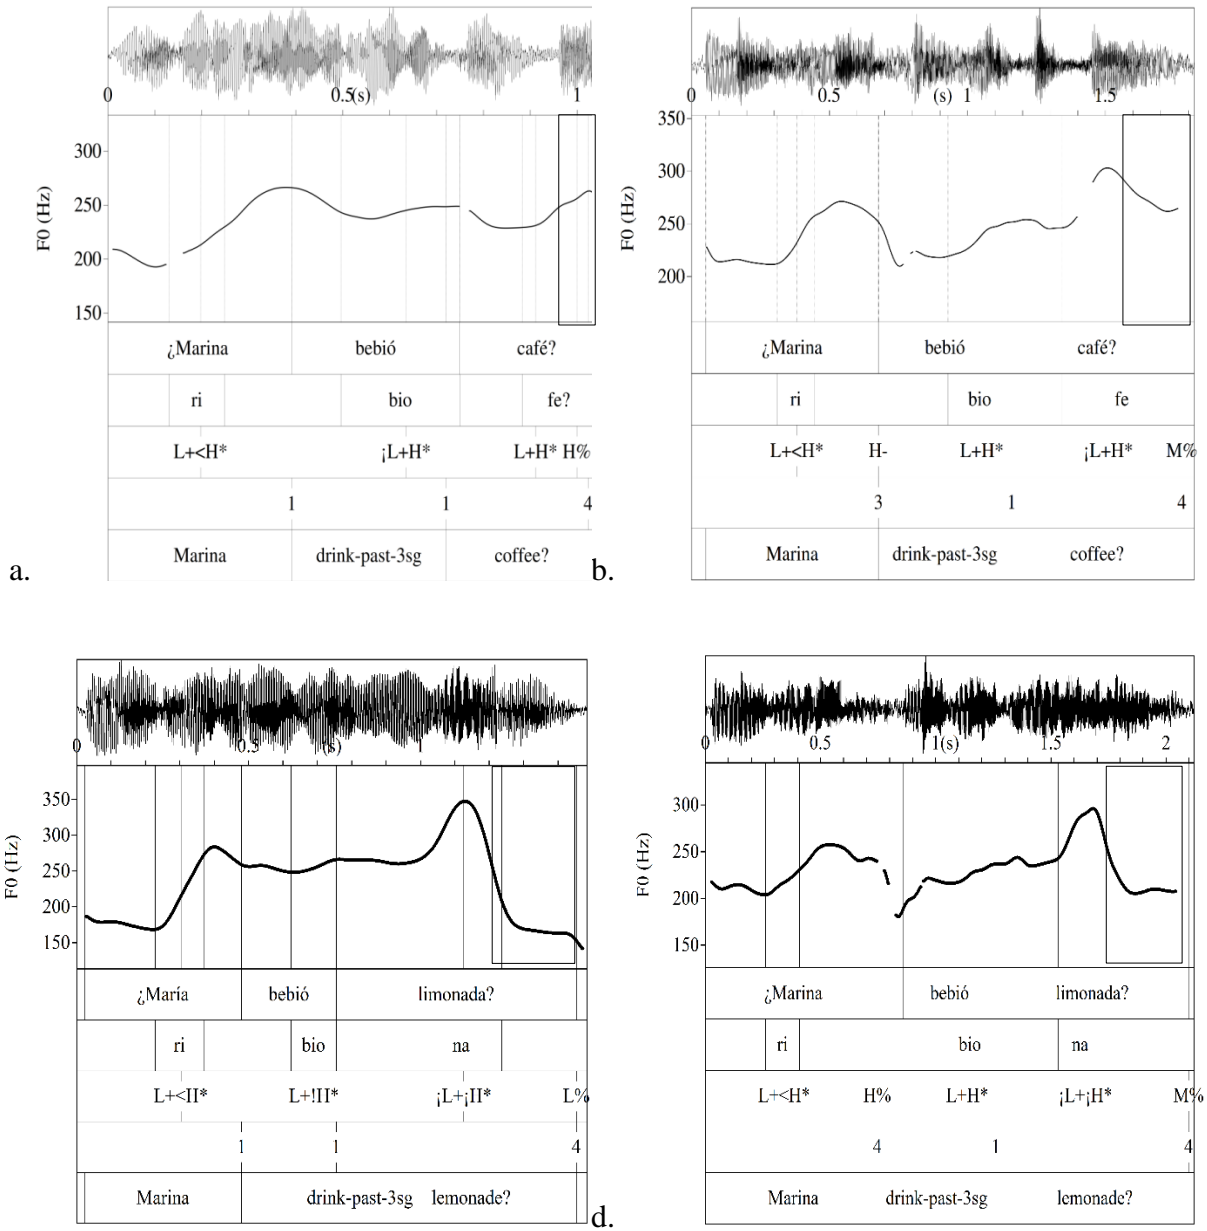 0 0.5(s) 1
300
250
200
150
F0 (Hz)
¿Marina bebió café?
ri bio fe?
L+<H* ¡L+H* L+H* H%
1 1 4
Marina drink-past-3sg coffee?
a.
0 0.5 (s) 1 1.5
350
300
250
200
F0 (Hz)
¿Marina bebió café?
ri bio fe
L+<H* H- L+H* ¡L+H* M%
3 1 4
Marina drink-past-3sg coffee?
b.
0 0.5 (s) 1
350
300
250
200
150
F0 (Hz)
¿María bebió limonada?
ri bio na
L+<II* L+!II* ¡L+¡II* L%
1 1 4
Marina drink-past-3sg lemonade?
0 0.5 1(s) 1.5 2
300
250
200
150
F0 (Hz)
¿Marina bebió limonada?
ri bio na
L+<H* H% L+H* ¡L+¡H* M%
4 1 4
Marina drink-past-3sg lemonade?
d.